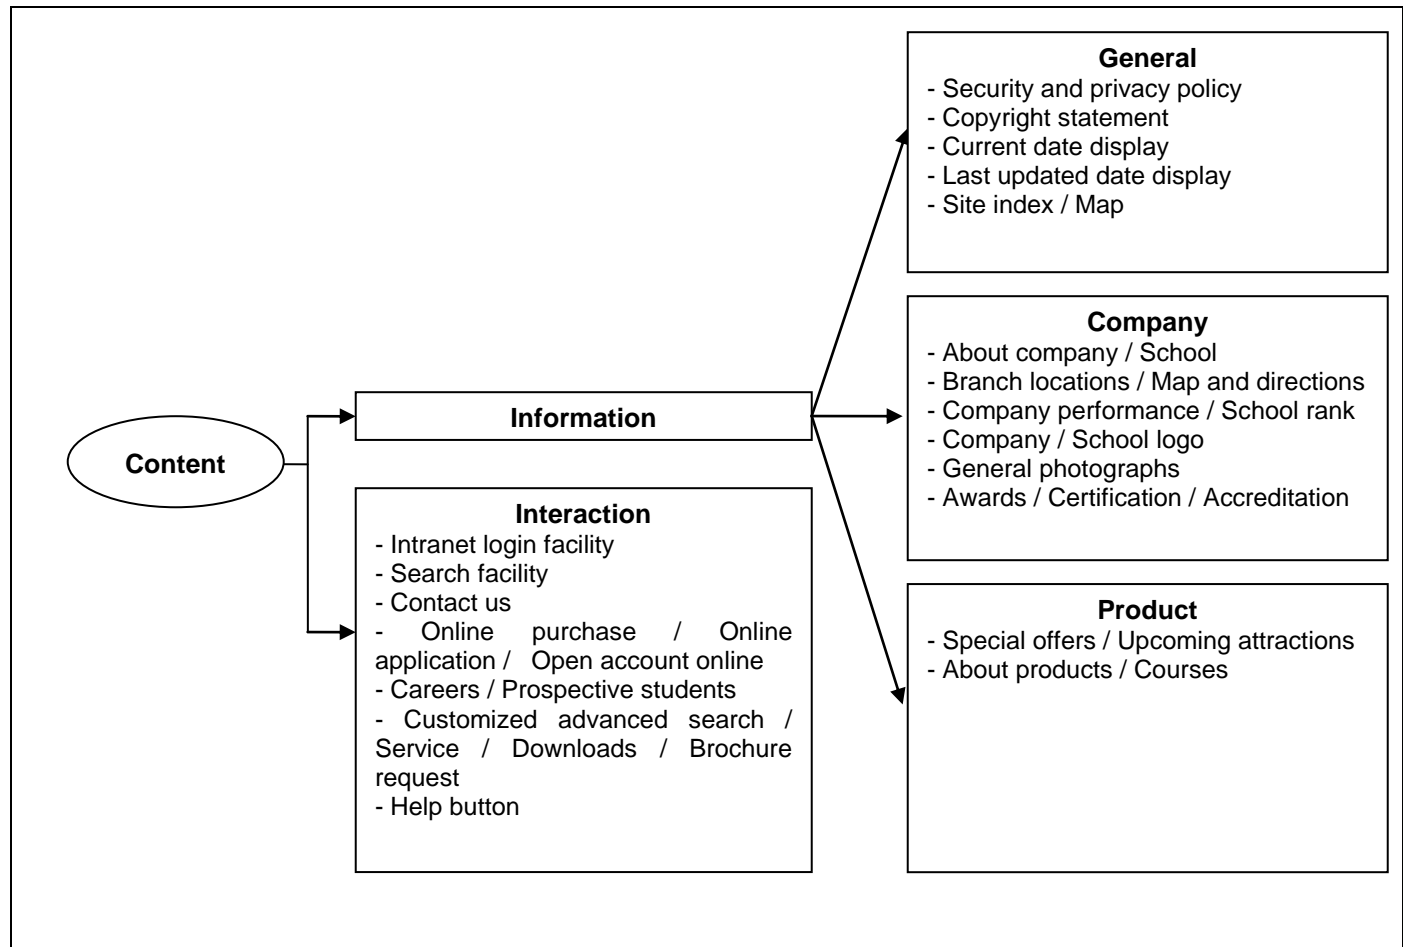 Content
Information
Interaction
- Intranet login facility
- Search facility
- Contact us
- Online purchase / Online
application / Open account online
- Careers / Prospective students
- Customized advanced search /
Service / Downloads / Brochure
request
- Help button
General
- Security and privacy policy
- Copyright statement
- Current date display
- Last updated date display
- Site index / Map
Company
- About company / School
- Branch locations / Map and directions
- Company performance / School rank
- Company / School logo
- General photographs
- Awards / Certification / Accreditation
Product
- Special offers / Upcoming attractions
- About products / Courses